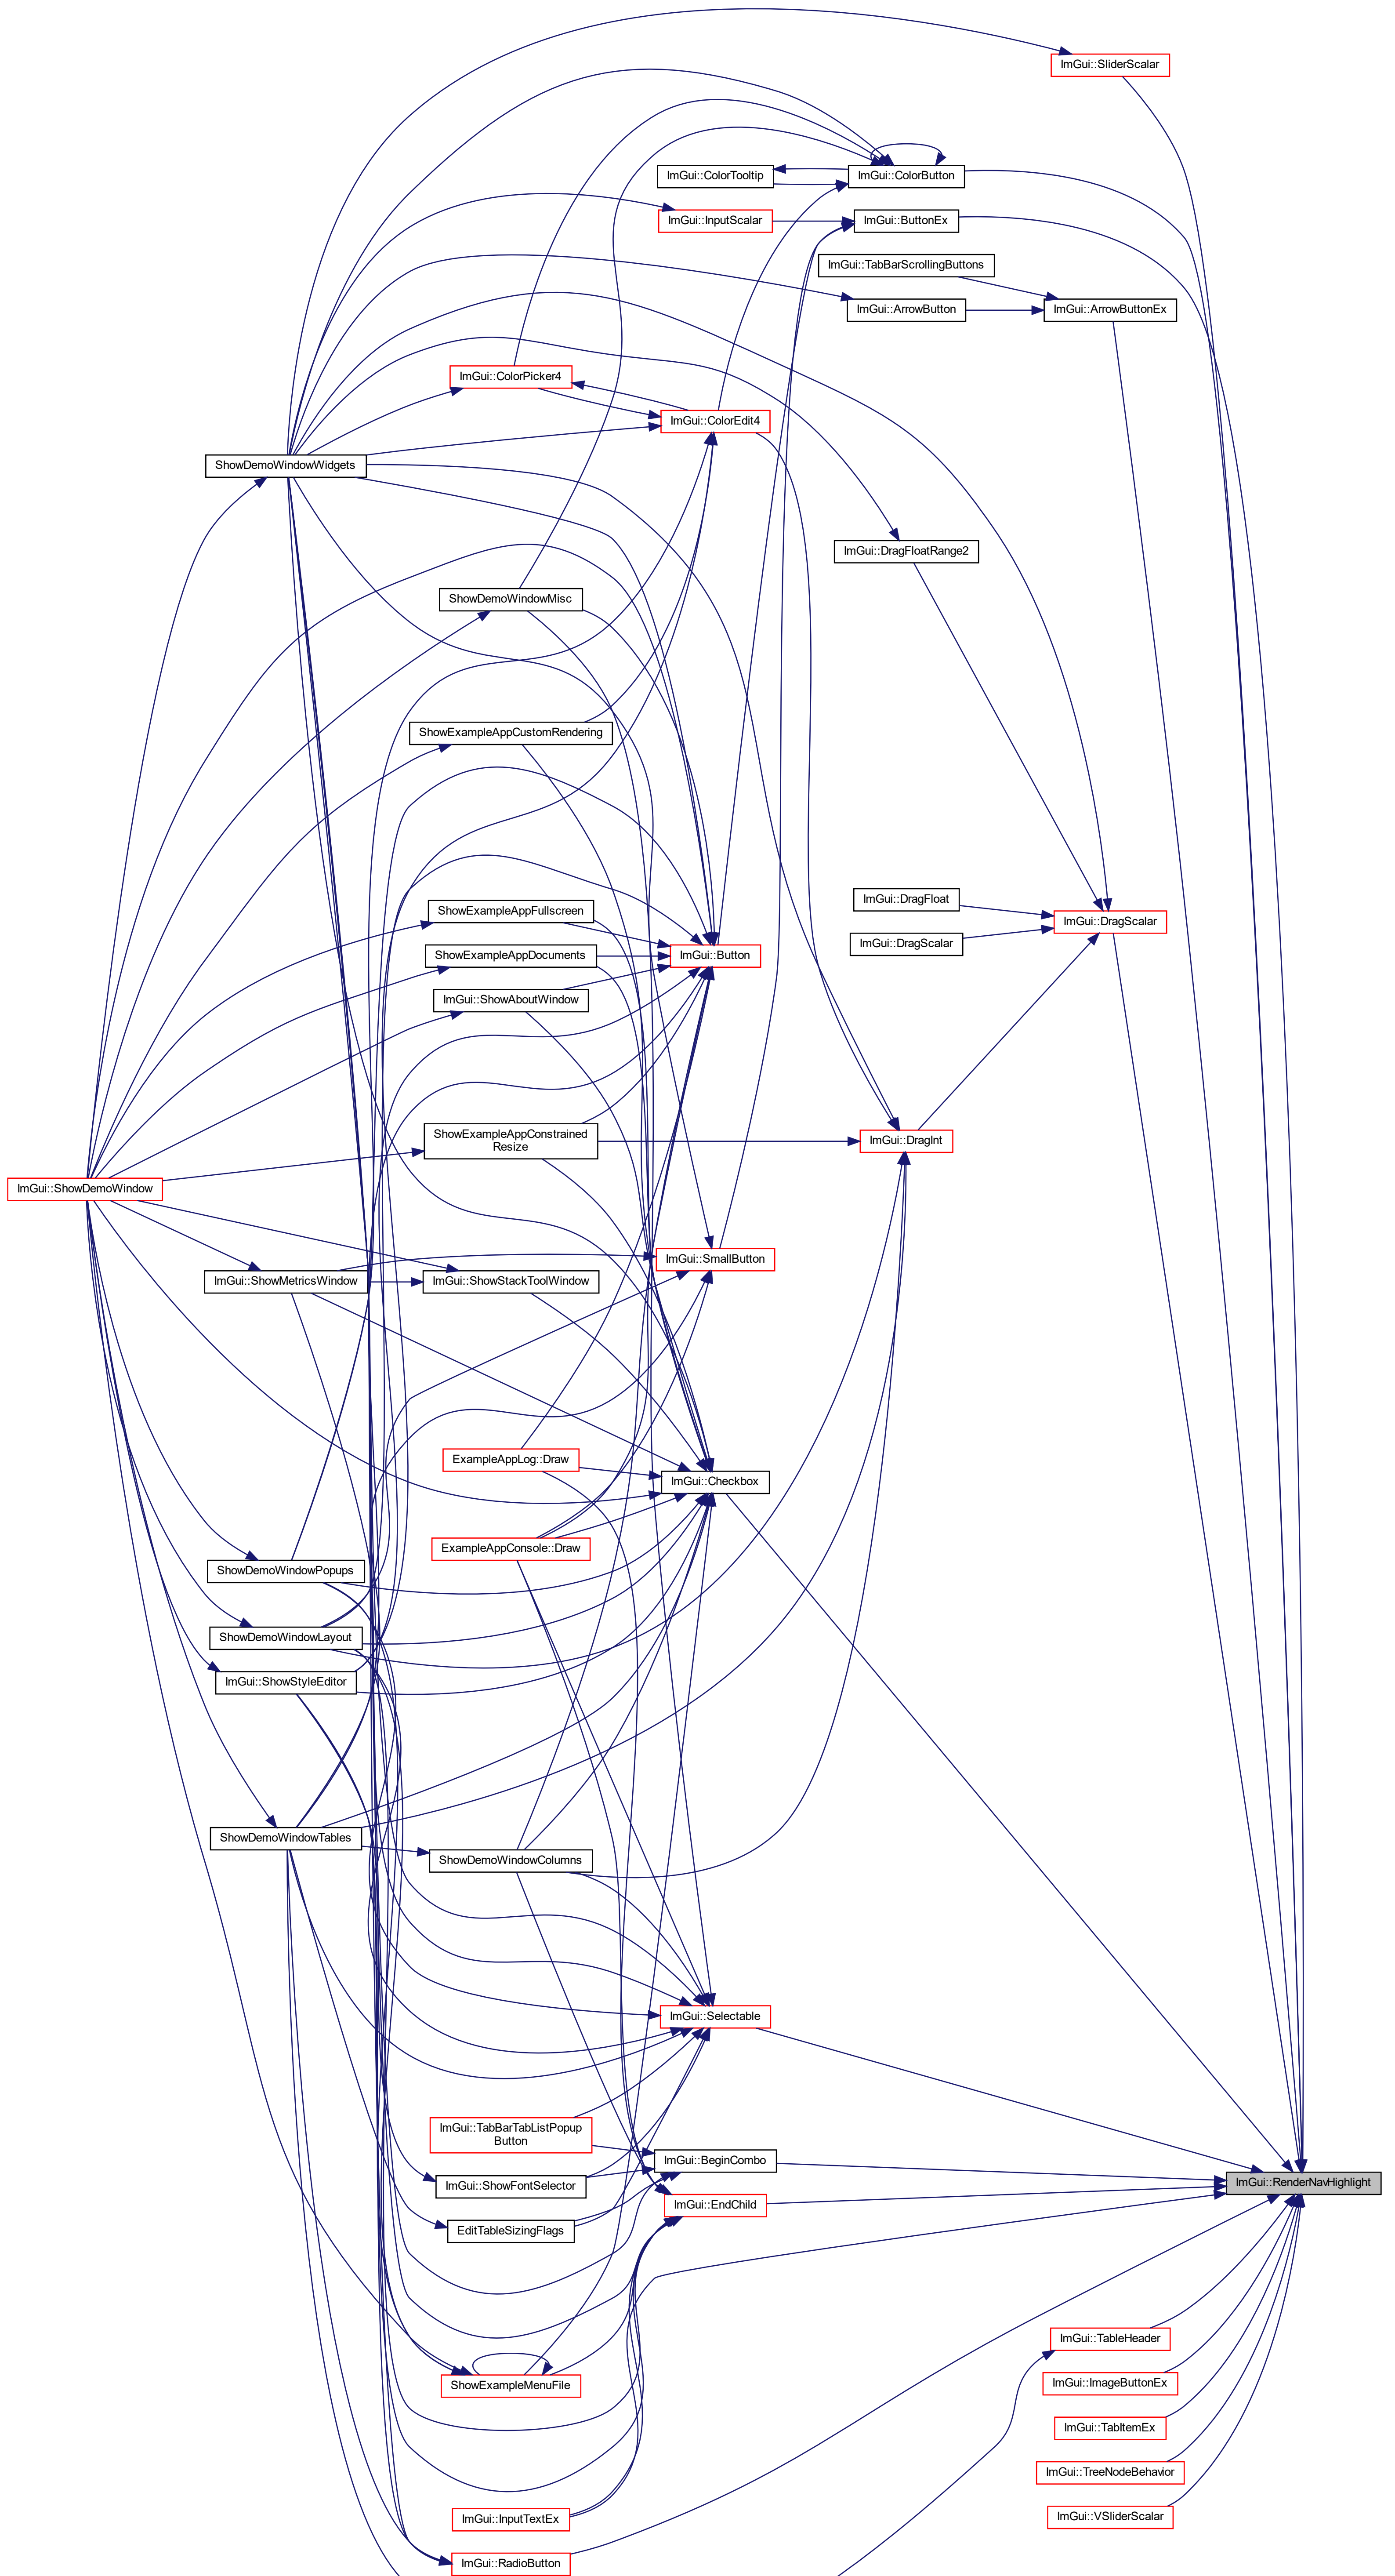 ImGui::SliderScalar
ImGui::ColorTooltip
ImGui::ColorButton
ImGui::InputScalar
ImGui::ButtonEx
ImGui::TabBarScrollingButtons
ImGui::ArrowButton
ImGui::ArrowButtonEx
ImGui::ColorPicker4
ImGui::ColorEdit4
ShowDemoWindowWidgets
ImGui::DragFloatRange2
ShowDemoWindowMisc
ShowExampleAppCustomRendering
ImGui::DragFloat
ShowExampleAppFullscreen
ImGui::DragScalar
ImGui::DragScalar
ShowExampleAppDocuments
ImGui::Button
ImGui::ShowAboutWindow
ShowExampleAppConstrained
Resize
ImGui::DragInt
ImGui::ShowDemoWindow
ImGui::SmallButton
ImGui::ShowMetricsWindow
ImGui::ShowStackToolWindow
ExampleAppLog::Draw
ImGui::Checkbox
ExampleAppConsole::Draw
ShowDemoWindowPopups
ShowDemoWindowLayout
ImGui::ShowStyleEditor
ShowDemoWindowTables
ShowDemoWindowColumns
ImGui::Selectable
ImGui::TabBarTabListPopup
Button
ImGui::BeginCombo
ImGui::ShowFontSelector
ImGui::RenderNavHighlight
ImGui::EndChild
EditTableSizingFlags
ImGui::TableHeader
ShowExampleMenuFile
ImGui::ImageButtonEx
ImGui::TabItemEx
ImGui::TreeNodeBehavior
ImGui::InputTextEx
ImGui::VSliderScalar
ImGui::RadioButton